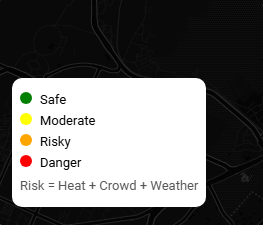 Safe
Moderate
Risky
Danger
Risk = Heat + Crowd + Weather